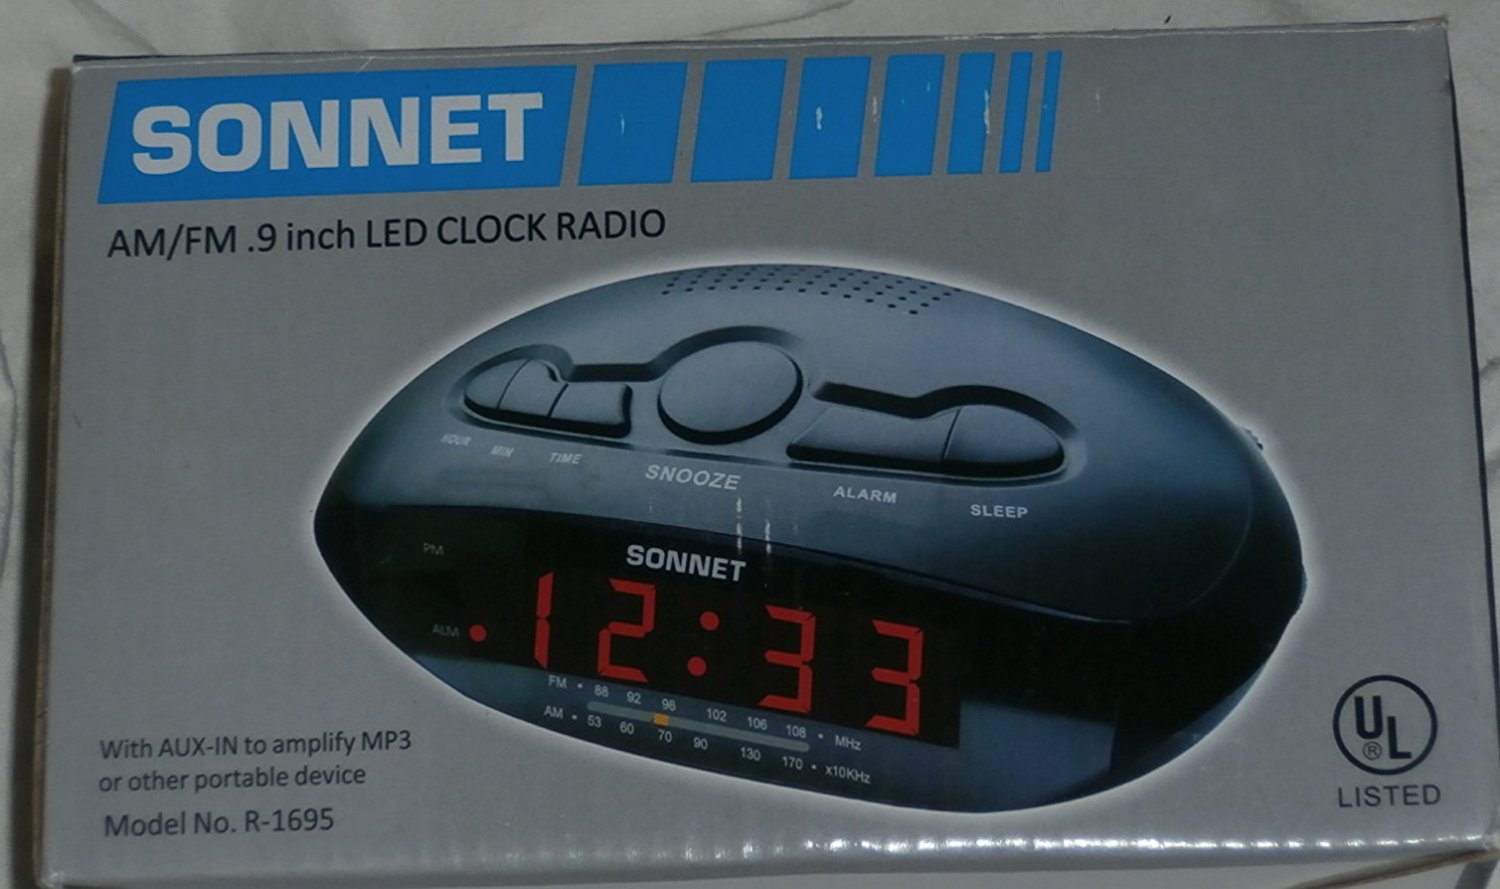 SONNET
AM/FM .9 inch LED CLOCK RADIO
HOUR MIN TIME SNOOZE ALARM SLEEP
PM
SONNET
ALM
12:33
FM • 88 92 96 102 106 108 • MHz
AM • 53 60 70 90 130 170 • x10KHz
With AUX-IN to amplify MP3
or other portable device
Model No. R-1695
UL
®
LISTED